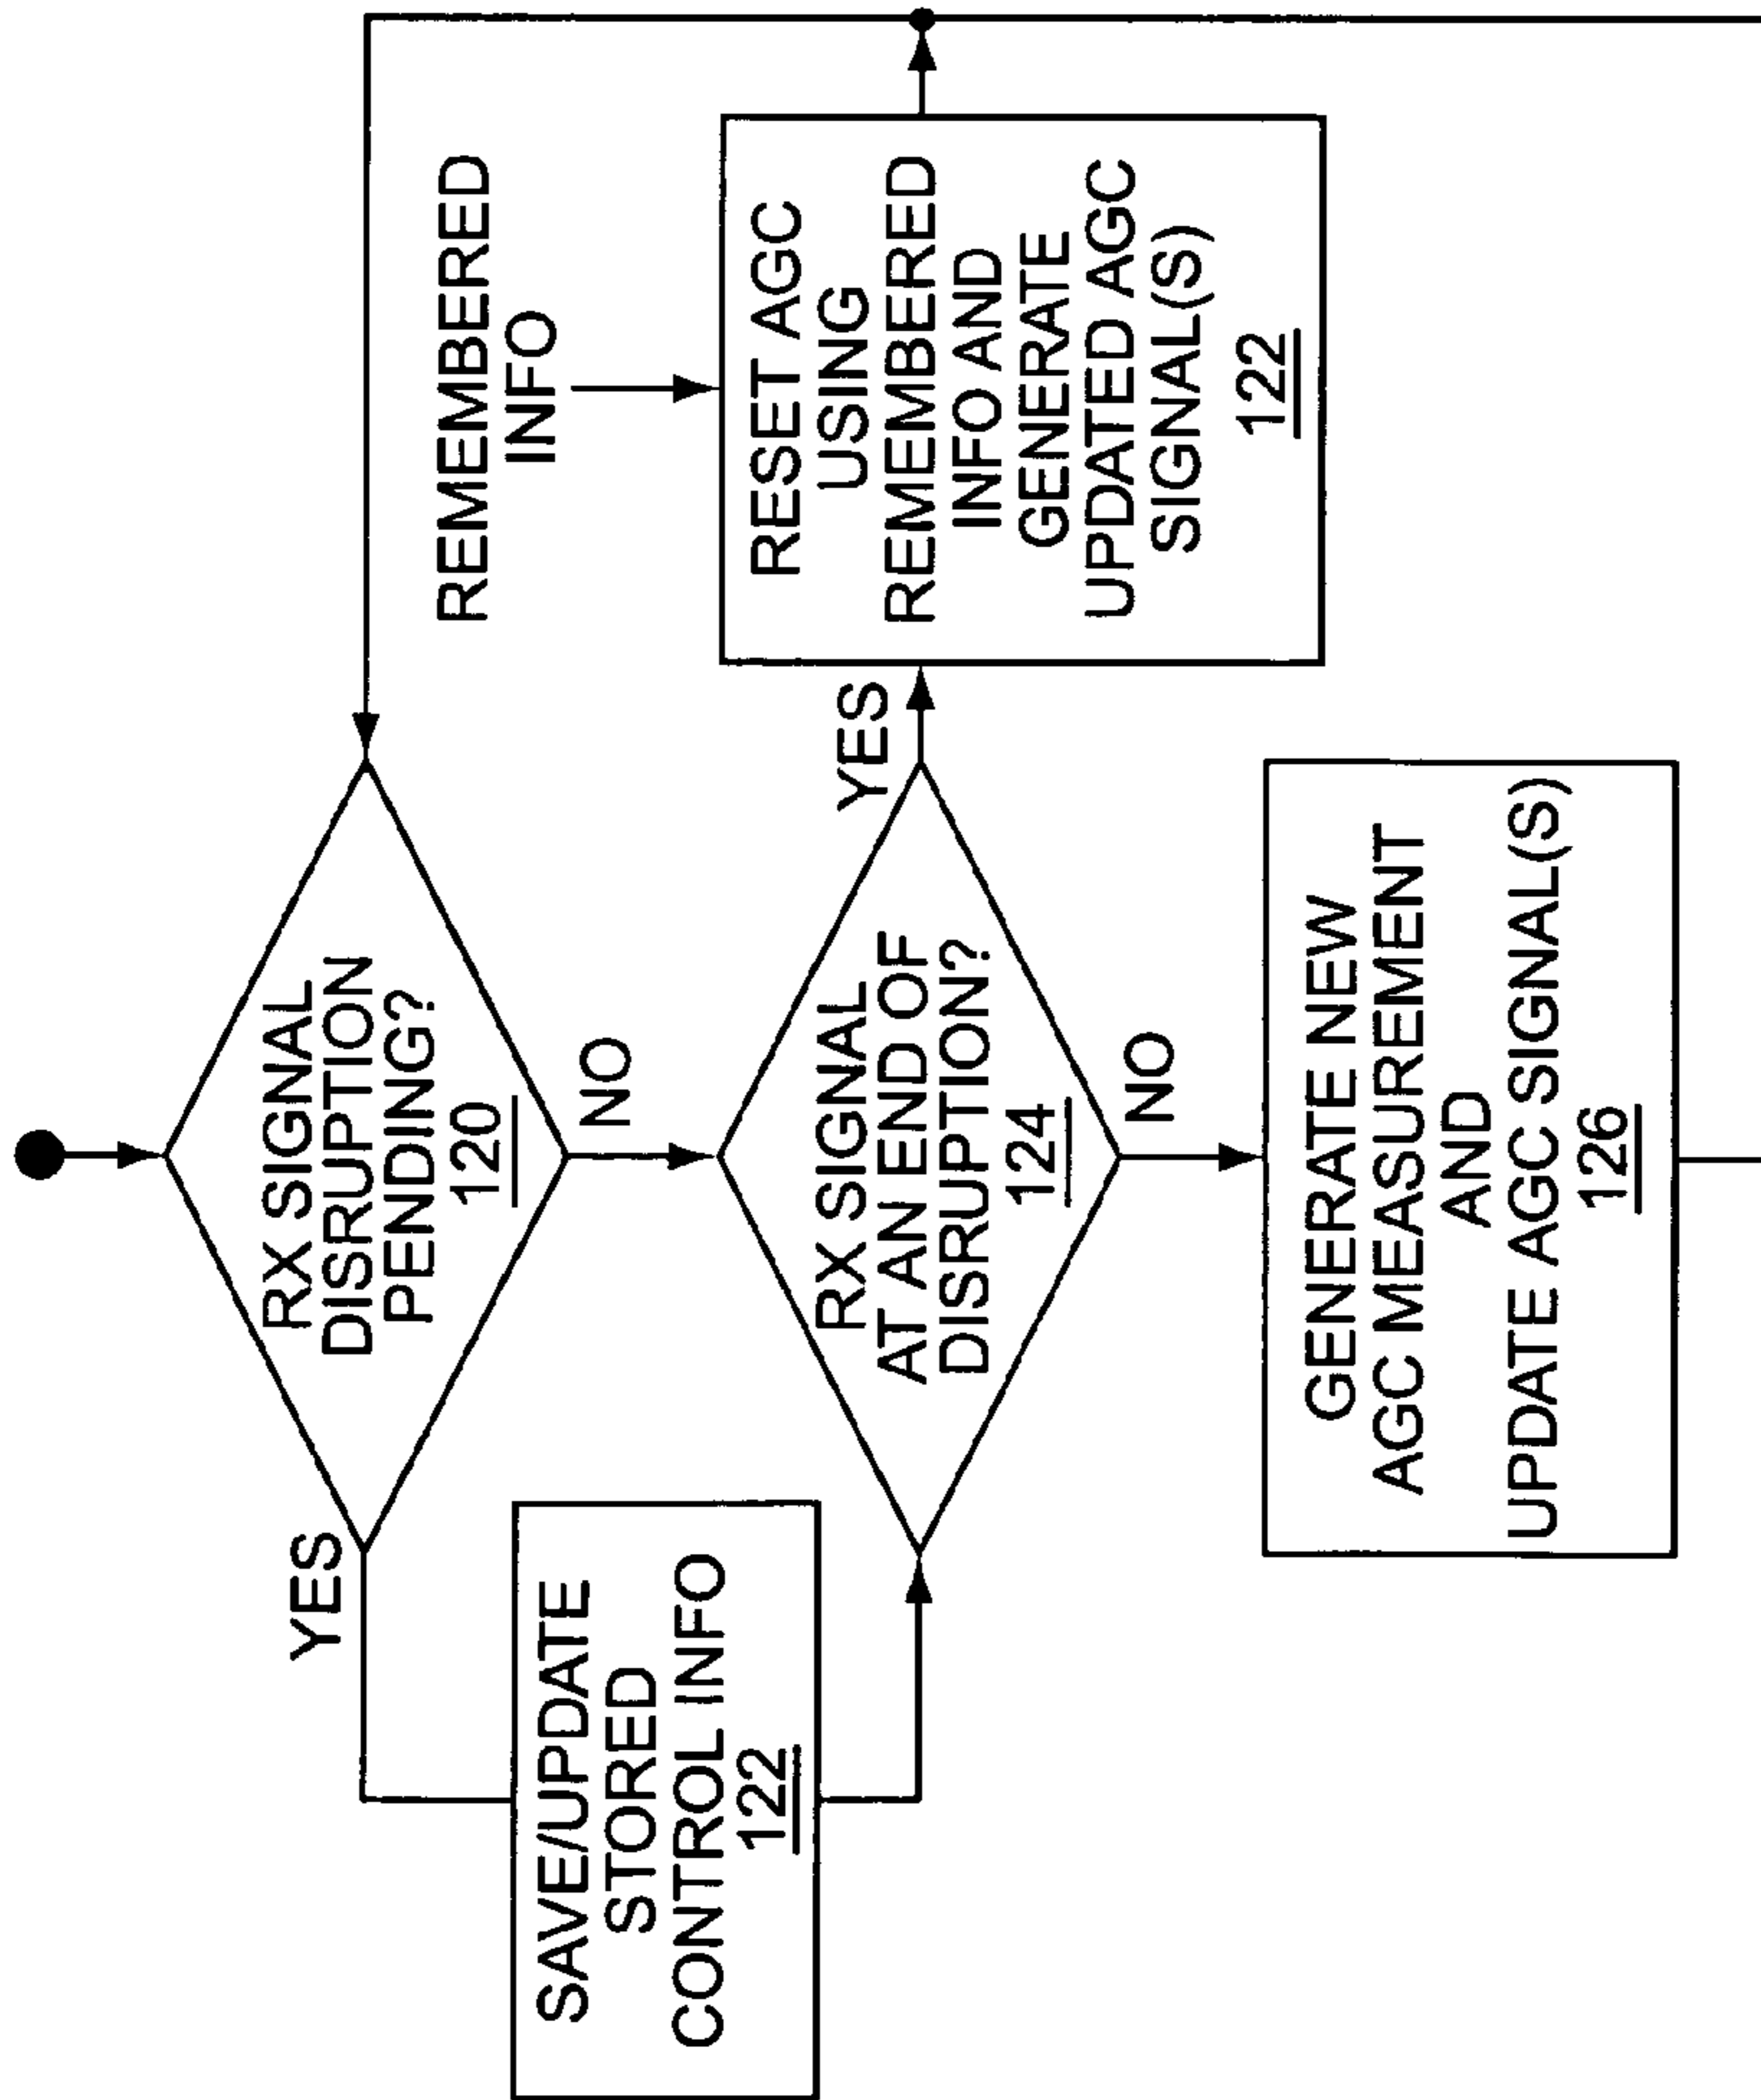 RX SIGNAL
DISRUPTION
PENDING?
120
YES
NO
SAVE/UPDATE
STORED
CONTROL INFO
122
RX SIGNAL
AT AN END OF
DISRUPTION?
124
YES
NO
REMEMBERED
INFO
RESET AGC
USING
REMEMBERED
INFO AND
GENERATE
UPDATED AGC
SIGNAL(S)
122
GENERATE NEW
AGC MEASUREMENT
AND
UPDATE AGC SIGNAL(S)
126